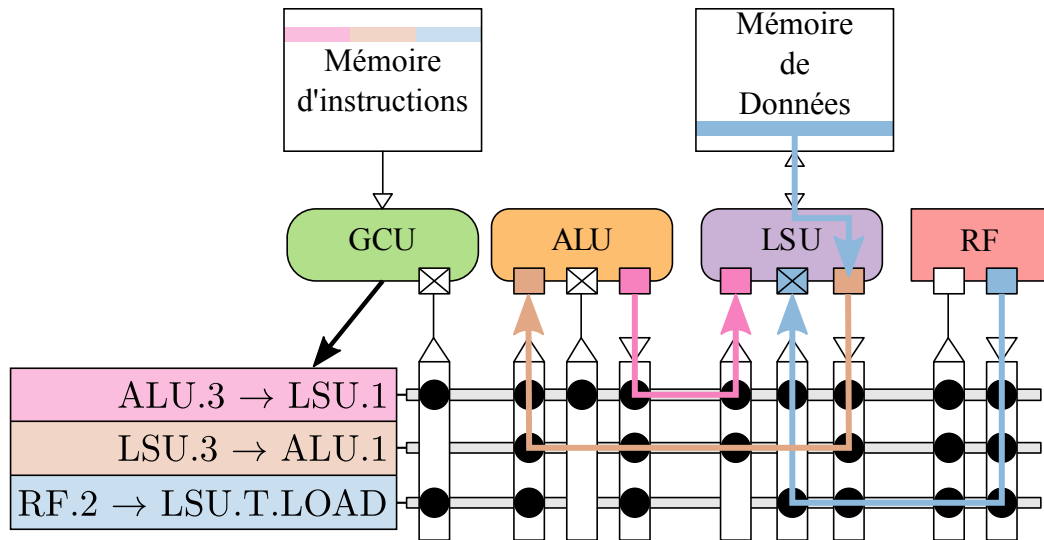 Mémoire
d'instructions
Mémoire
de
Données
GCU
ALU
LSU
RF
ALU.3 → LSU.1
LSU.3 → ALU.1
RF.2 → LSU.T.LOAD